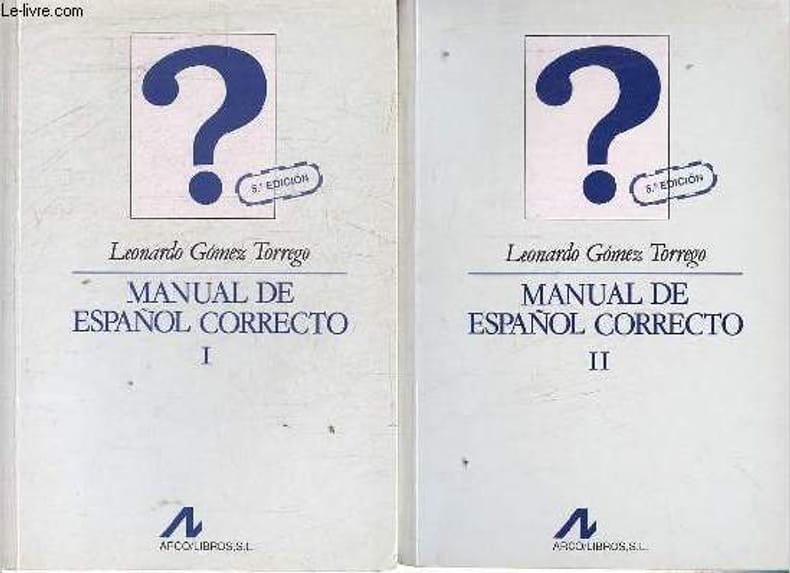 Le-livre.com
?
5.ª EDICIÓN
Leonardo Gómez Torrego
MANUAL DE
ESPAÑOL CORRECTO
I
ARCO/LIBROS, S.L.
?
5.ª EDICIÓN
Leonardo Gómez Torrego
MANUAL DE
ESPAÑOL CORRECTO
II
ARCO/LIBROS, S.L.